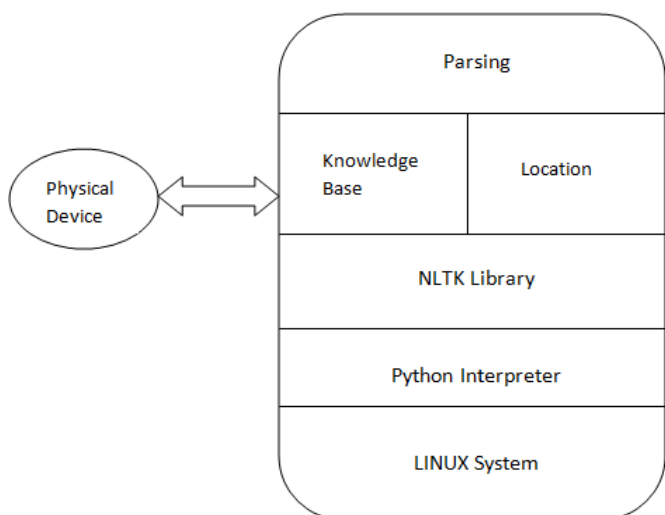 Parsing
Physical
Device
Knowledge
Base
Location
NLTK Library
Python Interpreter
LINUX System